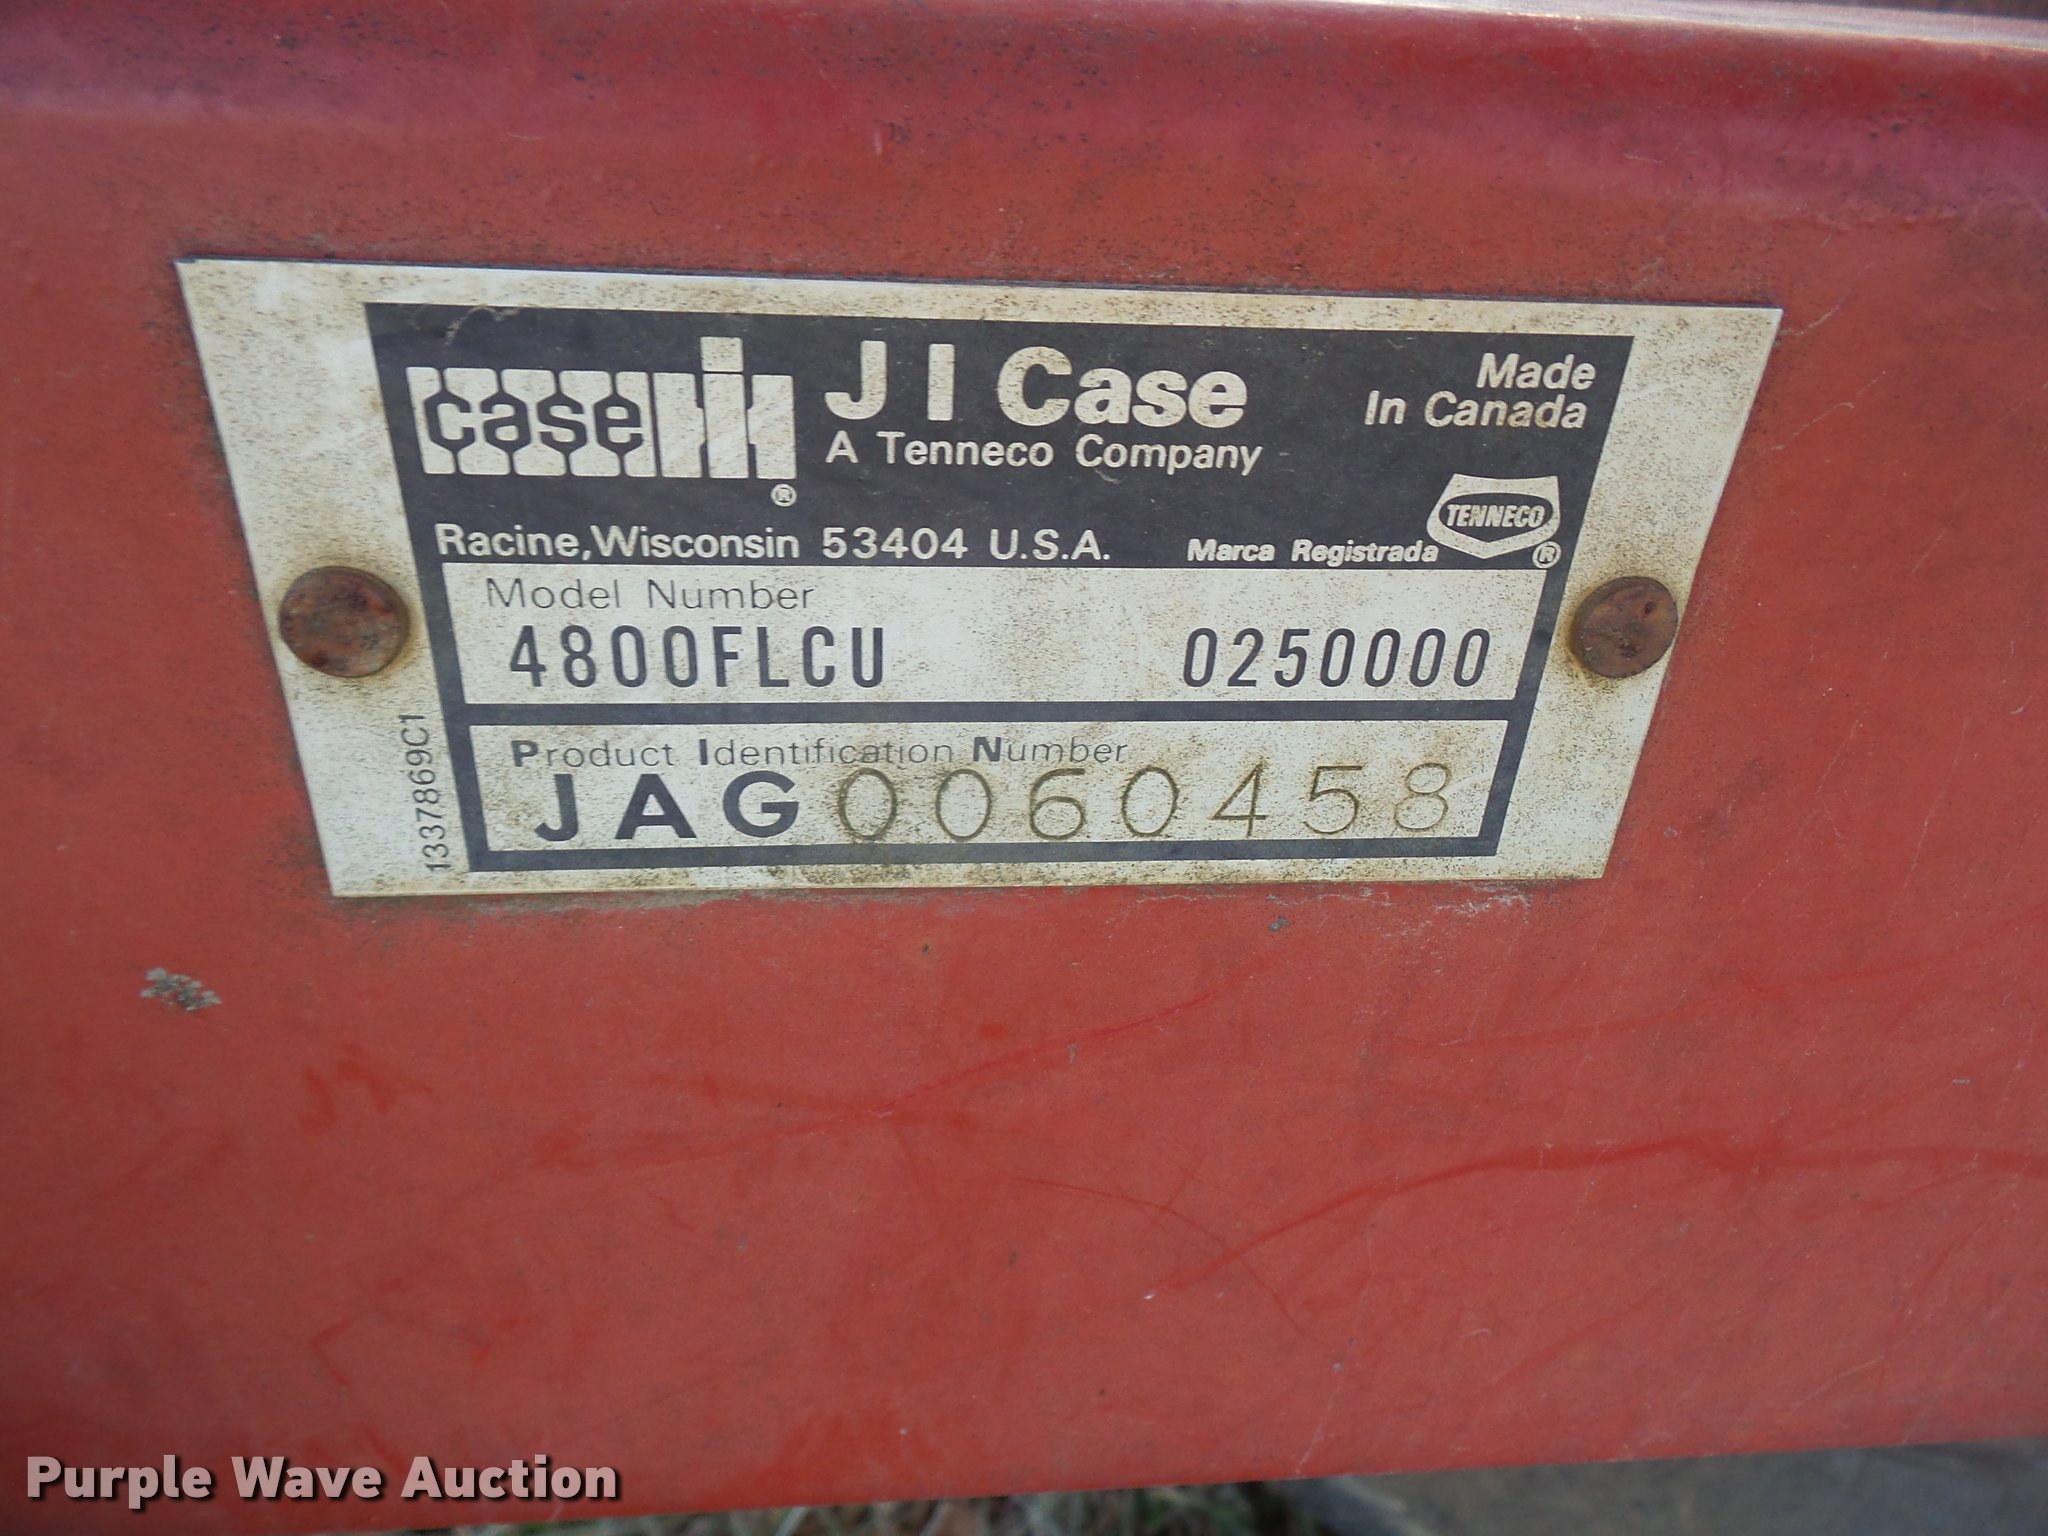 case IH ®
J I Case
A Tenneco Company
Made
In Canada
Racine, Wisconsin 53404 U.S.A.
Marca Registrada
TENNECO ®
Model Number
4800FLCU 0250000
Product Identification Number
JAG0060458
1337869C1
Purple Wave Auction